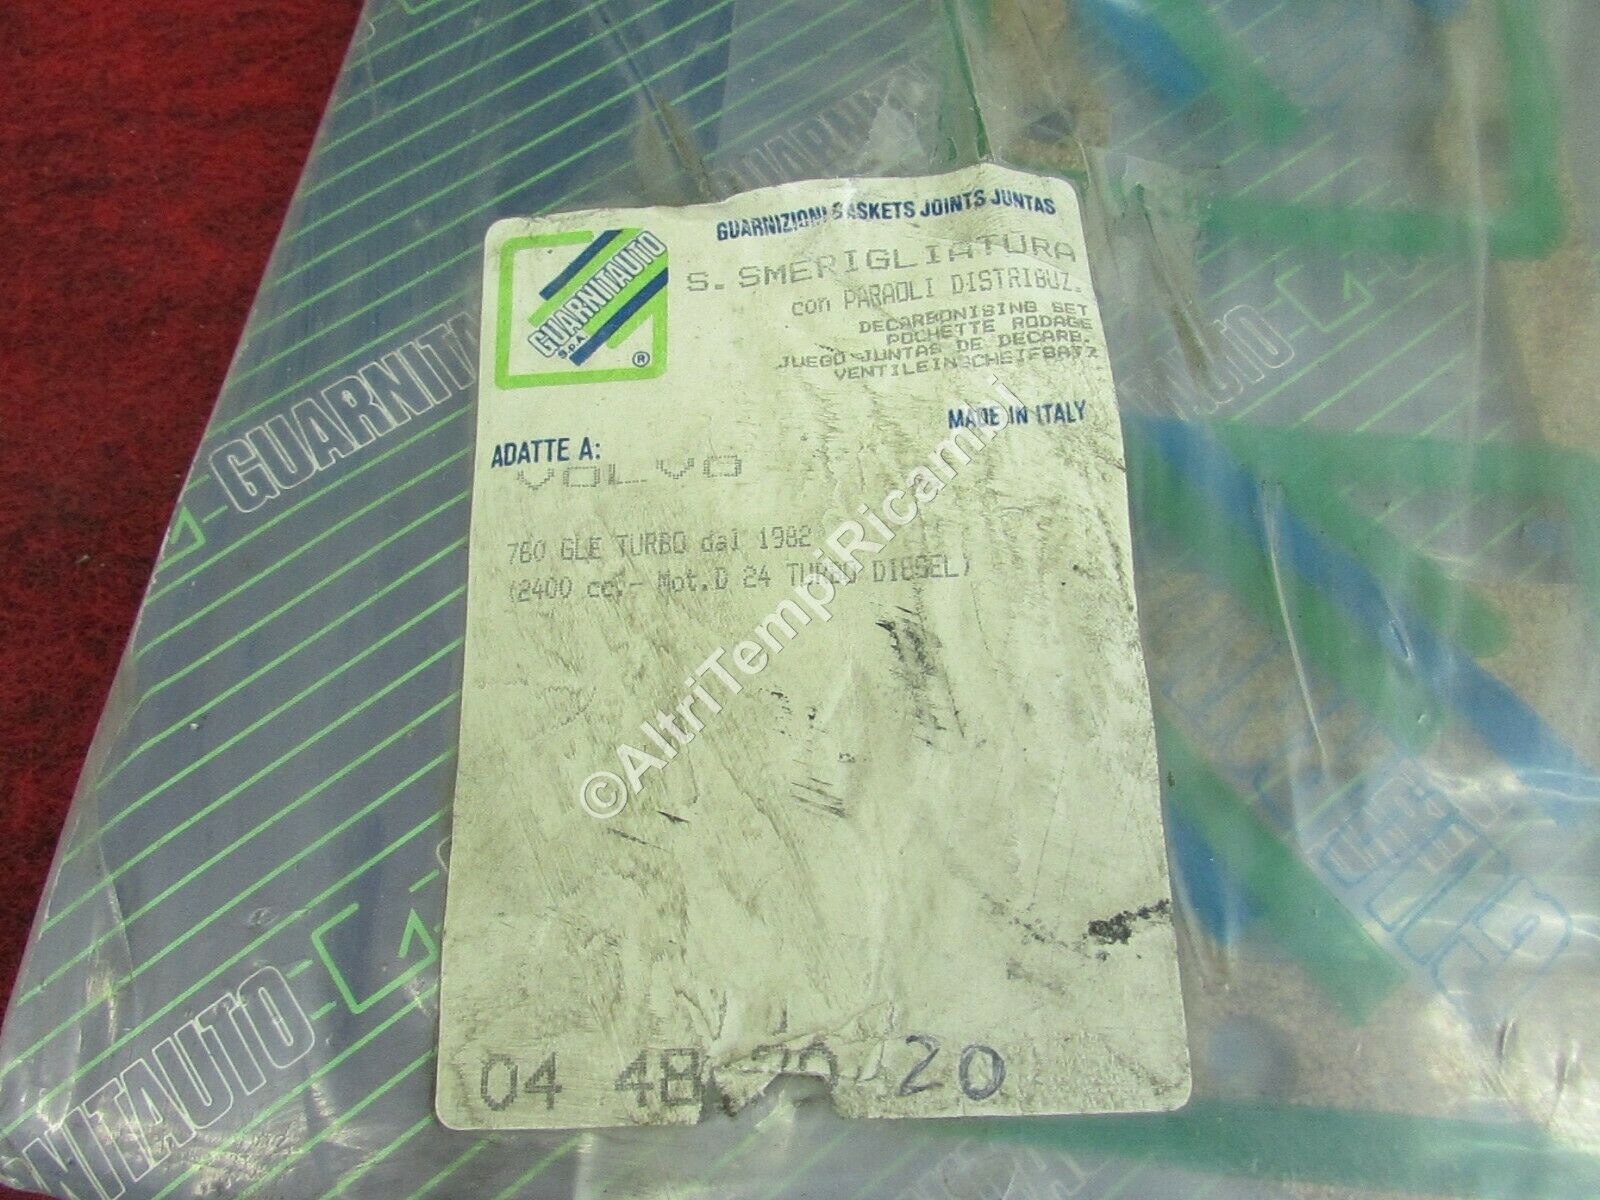 GUARNIZIONI GASKETS JOINTS JUNTAS
GUARNITAUTO
S.p.A.
®
S. SMERIGLIATURA
con PARAOLI DISTRIBUZ.
DECARBONISING SET
POCHETTE RODAGE
JUEGO JUNTAS DE DECARB.
VENTILEINSCHEIFSATZ
MADE IN ITALY
ADATTE A:
VOLVO
760 GLE TURBO dal 1982
(2400 cc.- Mot.D 24 TURBO DIESEL)
©AltriTempiRicambi
04 48 20 20
GUARNITAUTO
GUARNITAUTO